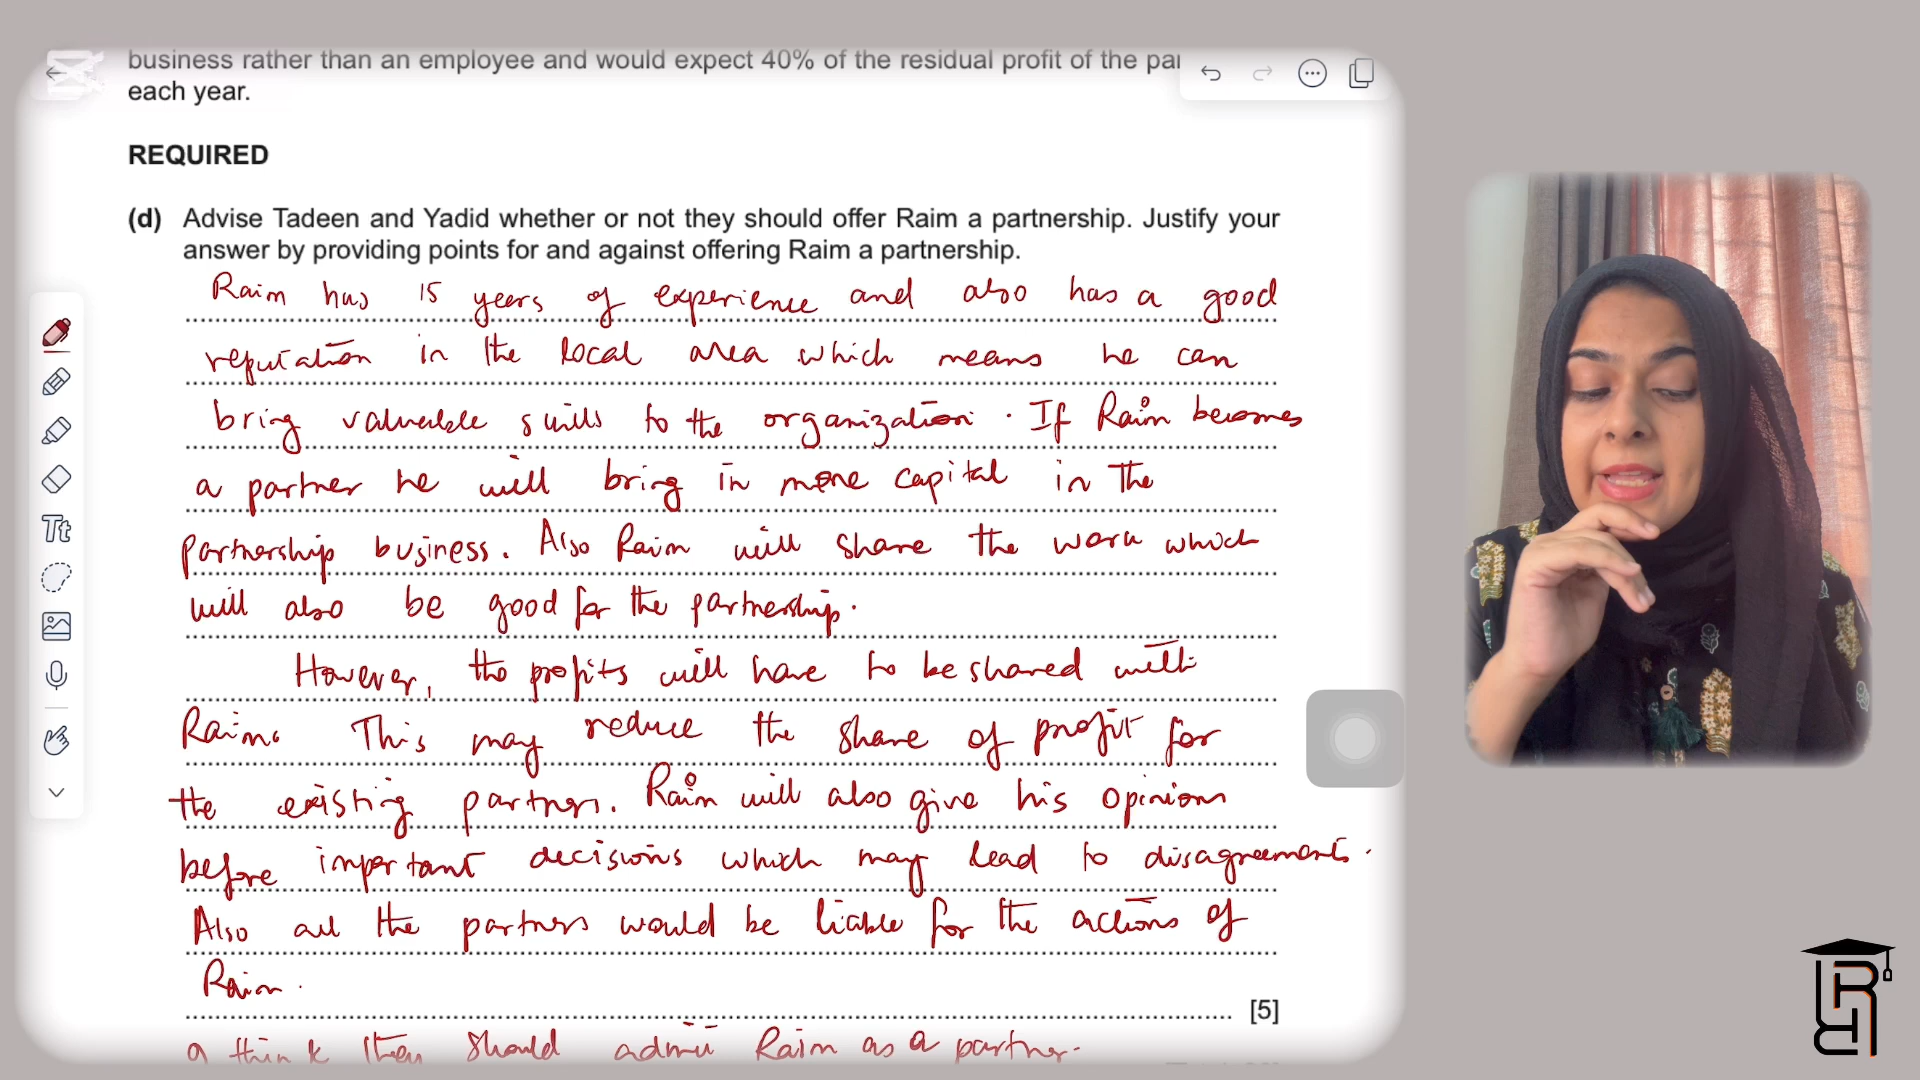 business rather than an employee and would expect 40% of the residual profit of the par
each year.
REQUIRED
(d) Advise Tadeen and Yadid whether or not they should offer Raim a partnership. Justify your
answer by providing points for and against offering Raim a partnership.
Raim has 15 years of experience and also has a good
reputation in the local area which means he can
bring valuable skills to the organization. If Raim becomes
a partner he will bring in more capital in the
partnership business. Also Raim will share the work which
will also be good for the partnership.
However, the profits will have to be shared with
Raim. This may reduce the share of profit for
the existing partners. Raim will also give his opinions
before important decisions which may lead to disagreements.
Also all the partners would be liable for the actions of
Raim.
[5]
I think they should admit Raim as a partner.
Tt